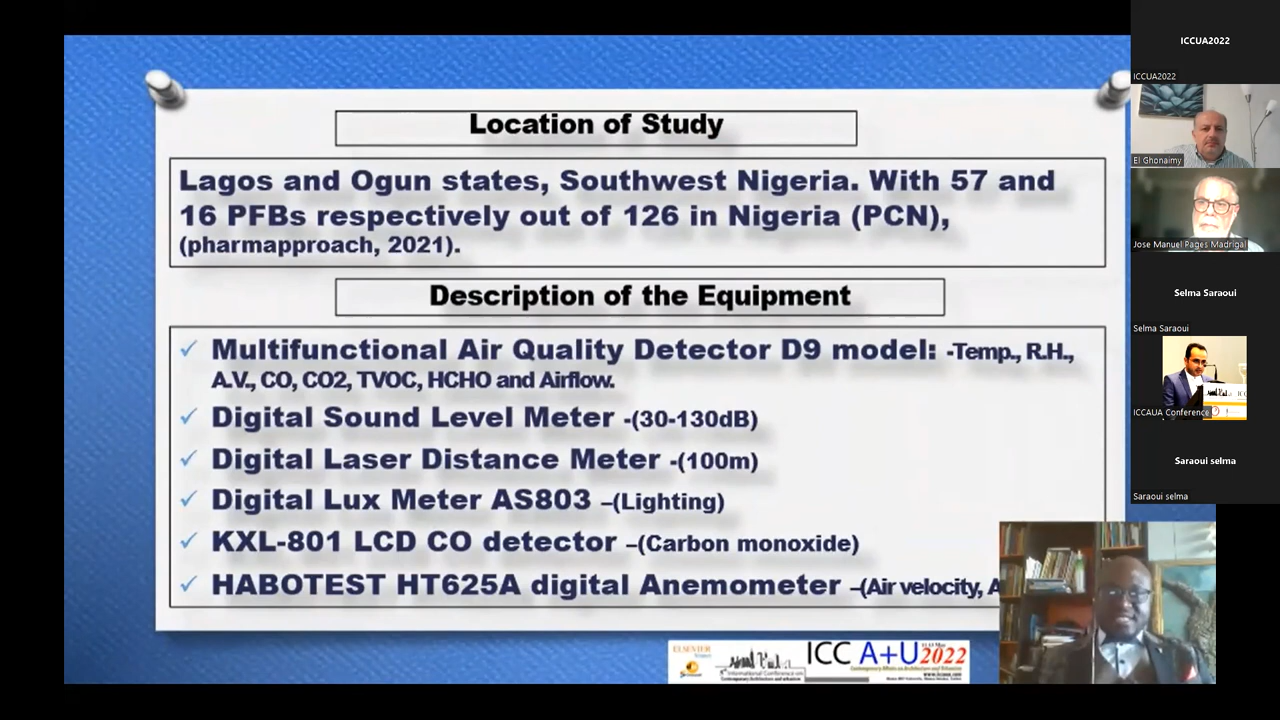 Location of Study
Lagos and Ogun states, Southwest Nigeria. With 57 and
16 PFBs respectively out of 126 in Nigeria (PCN),
(pharmapproach, 2021).
Description of the Equipment
✓ Multifunctional Air Quality Detector D9 model: -Temp., R.H.,
A.V., CO, CO2, TVOC, HCHO and Airflow.
✓ Digital Sound Level Meter -(30-130dB)
✓ Digital Laser Distance Meter -(100m)
✓ Digital Lux Meter AS803 –(Lighting)
✓ KXL-801 LCD CO detector –(Carbon monoxide)
✓ HABOTEST HT625A digital Anemometer –(Air velocity, A
ICC A+U 2022
ICCUA2022
ICCUA2022
El Ghonaimy
Jose Manuel Pages Madrigal
Selma Saraoui
Selma Saraoui
ICCAUA Conference
Saraoui selma
Saraoui selma